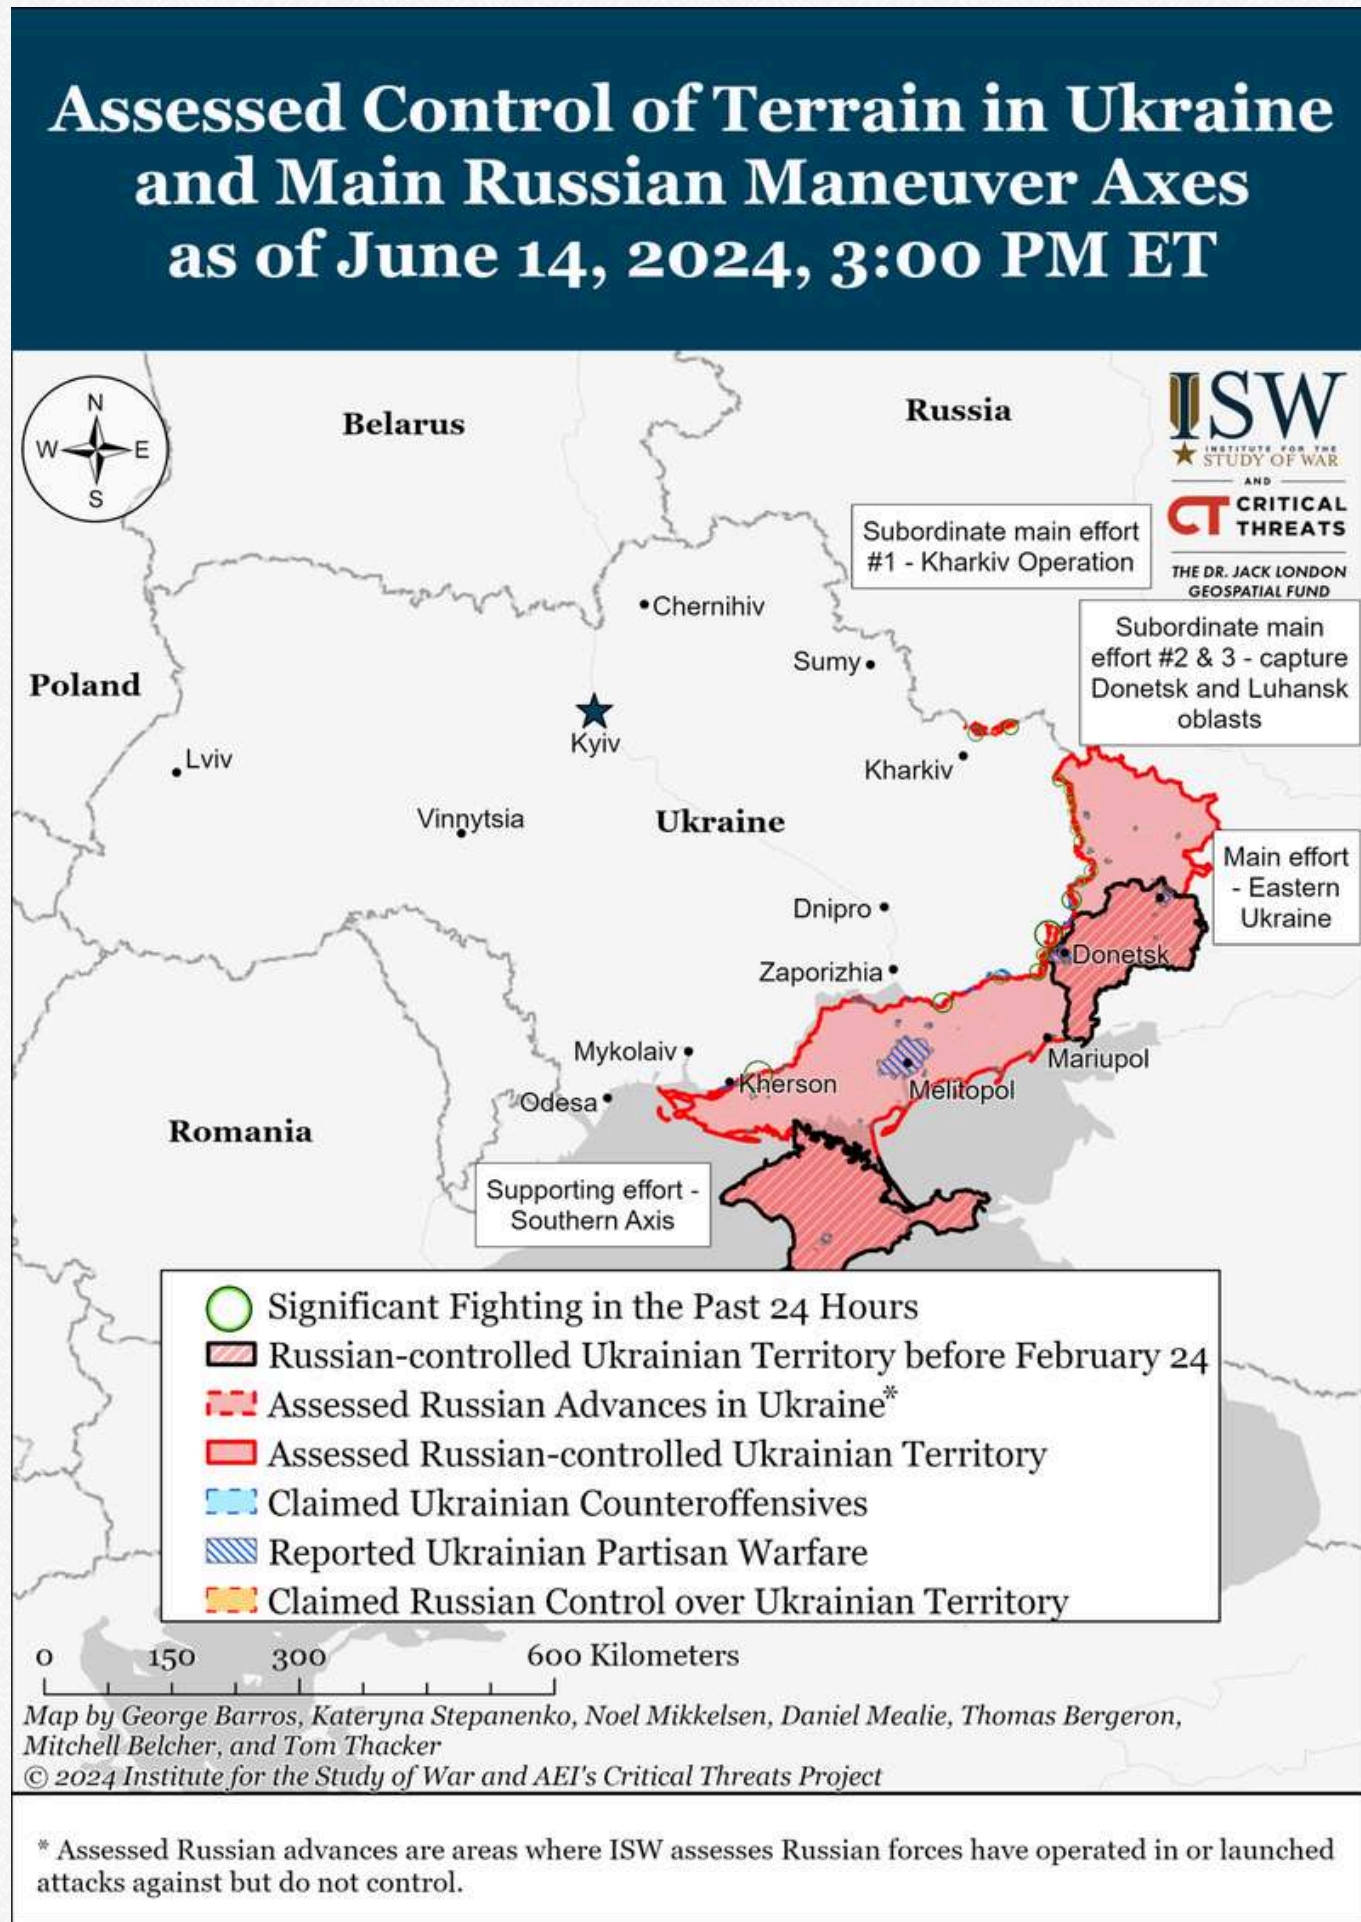 Assessed Control of Terrain in Ukraine
and Main Russian Maneuver Axes
as of June 14, 2024, 3:00 PM ET
N
W E
S
Belarus
Russia
ISW
INSTITUTE FOR THE
STUDY OF WAR
AND
CT CRITICAL
THREATS
THE DR. JACK LONDON
GEOSPATIAL FUND
Subordinate main effort
#1 - Kharkiv Operation
Subordinate main
effort #2 & 3 - capture
Donetsk and Luhansk
oblasts
Chernihiv
Sumy
Poland
Kyiv
Lviv
Kharkiv
Vinnytsia
Ukraine
Main effort
- Eastern
Ukraine
Dnipro
Donetsk
Zaporizhia
Mykolaiv
Mariupol
Kherson
Melitopol
Odesa
Romania
Supporting effort -
Southern Axis
Significant Fighting in the Past 24 Hours
Russian-controlled Ukrainian Territory before February 24
Assessed Russian Advances in Ukraine*
Assessed Russian-controlled Ukrainian Territory
Claimed Ukrainian Counteroffensives
Reported Ukrainian Partisan Warfare
Claimed Russian Control over Ukrainian Territory
0 150 300 600 Kilometers
Map by George Barros, Kateryna Stepanenko, Noel Mikkelsen, Daniel Mealie, Thomas Bergeron,
Mitchell Belcher, and Tom Thacker
© 2024 Institute for the Study of War and AEI's Critical Threats Project
* Assessed Russian advances are areas where ISW assesses Russian forces have operated in or launched
attacks against but do not control.